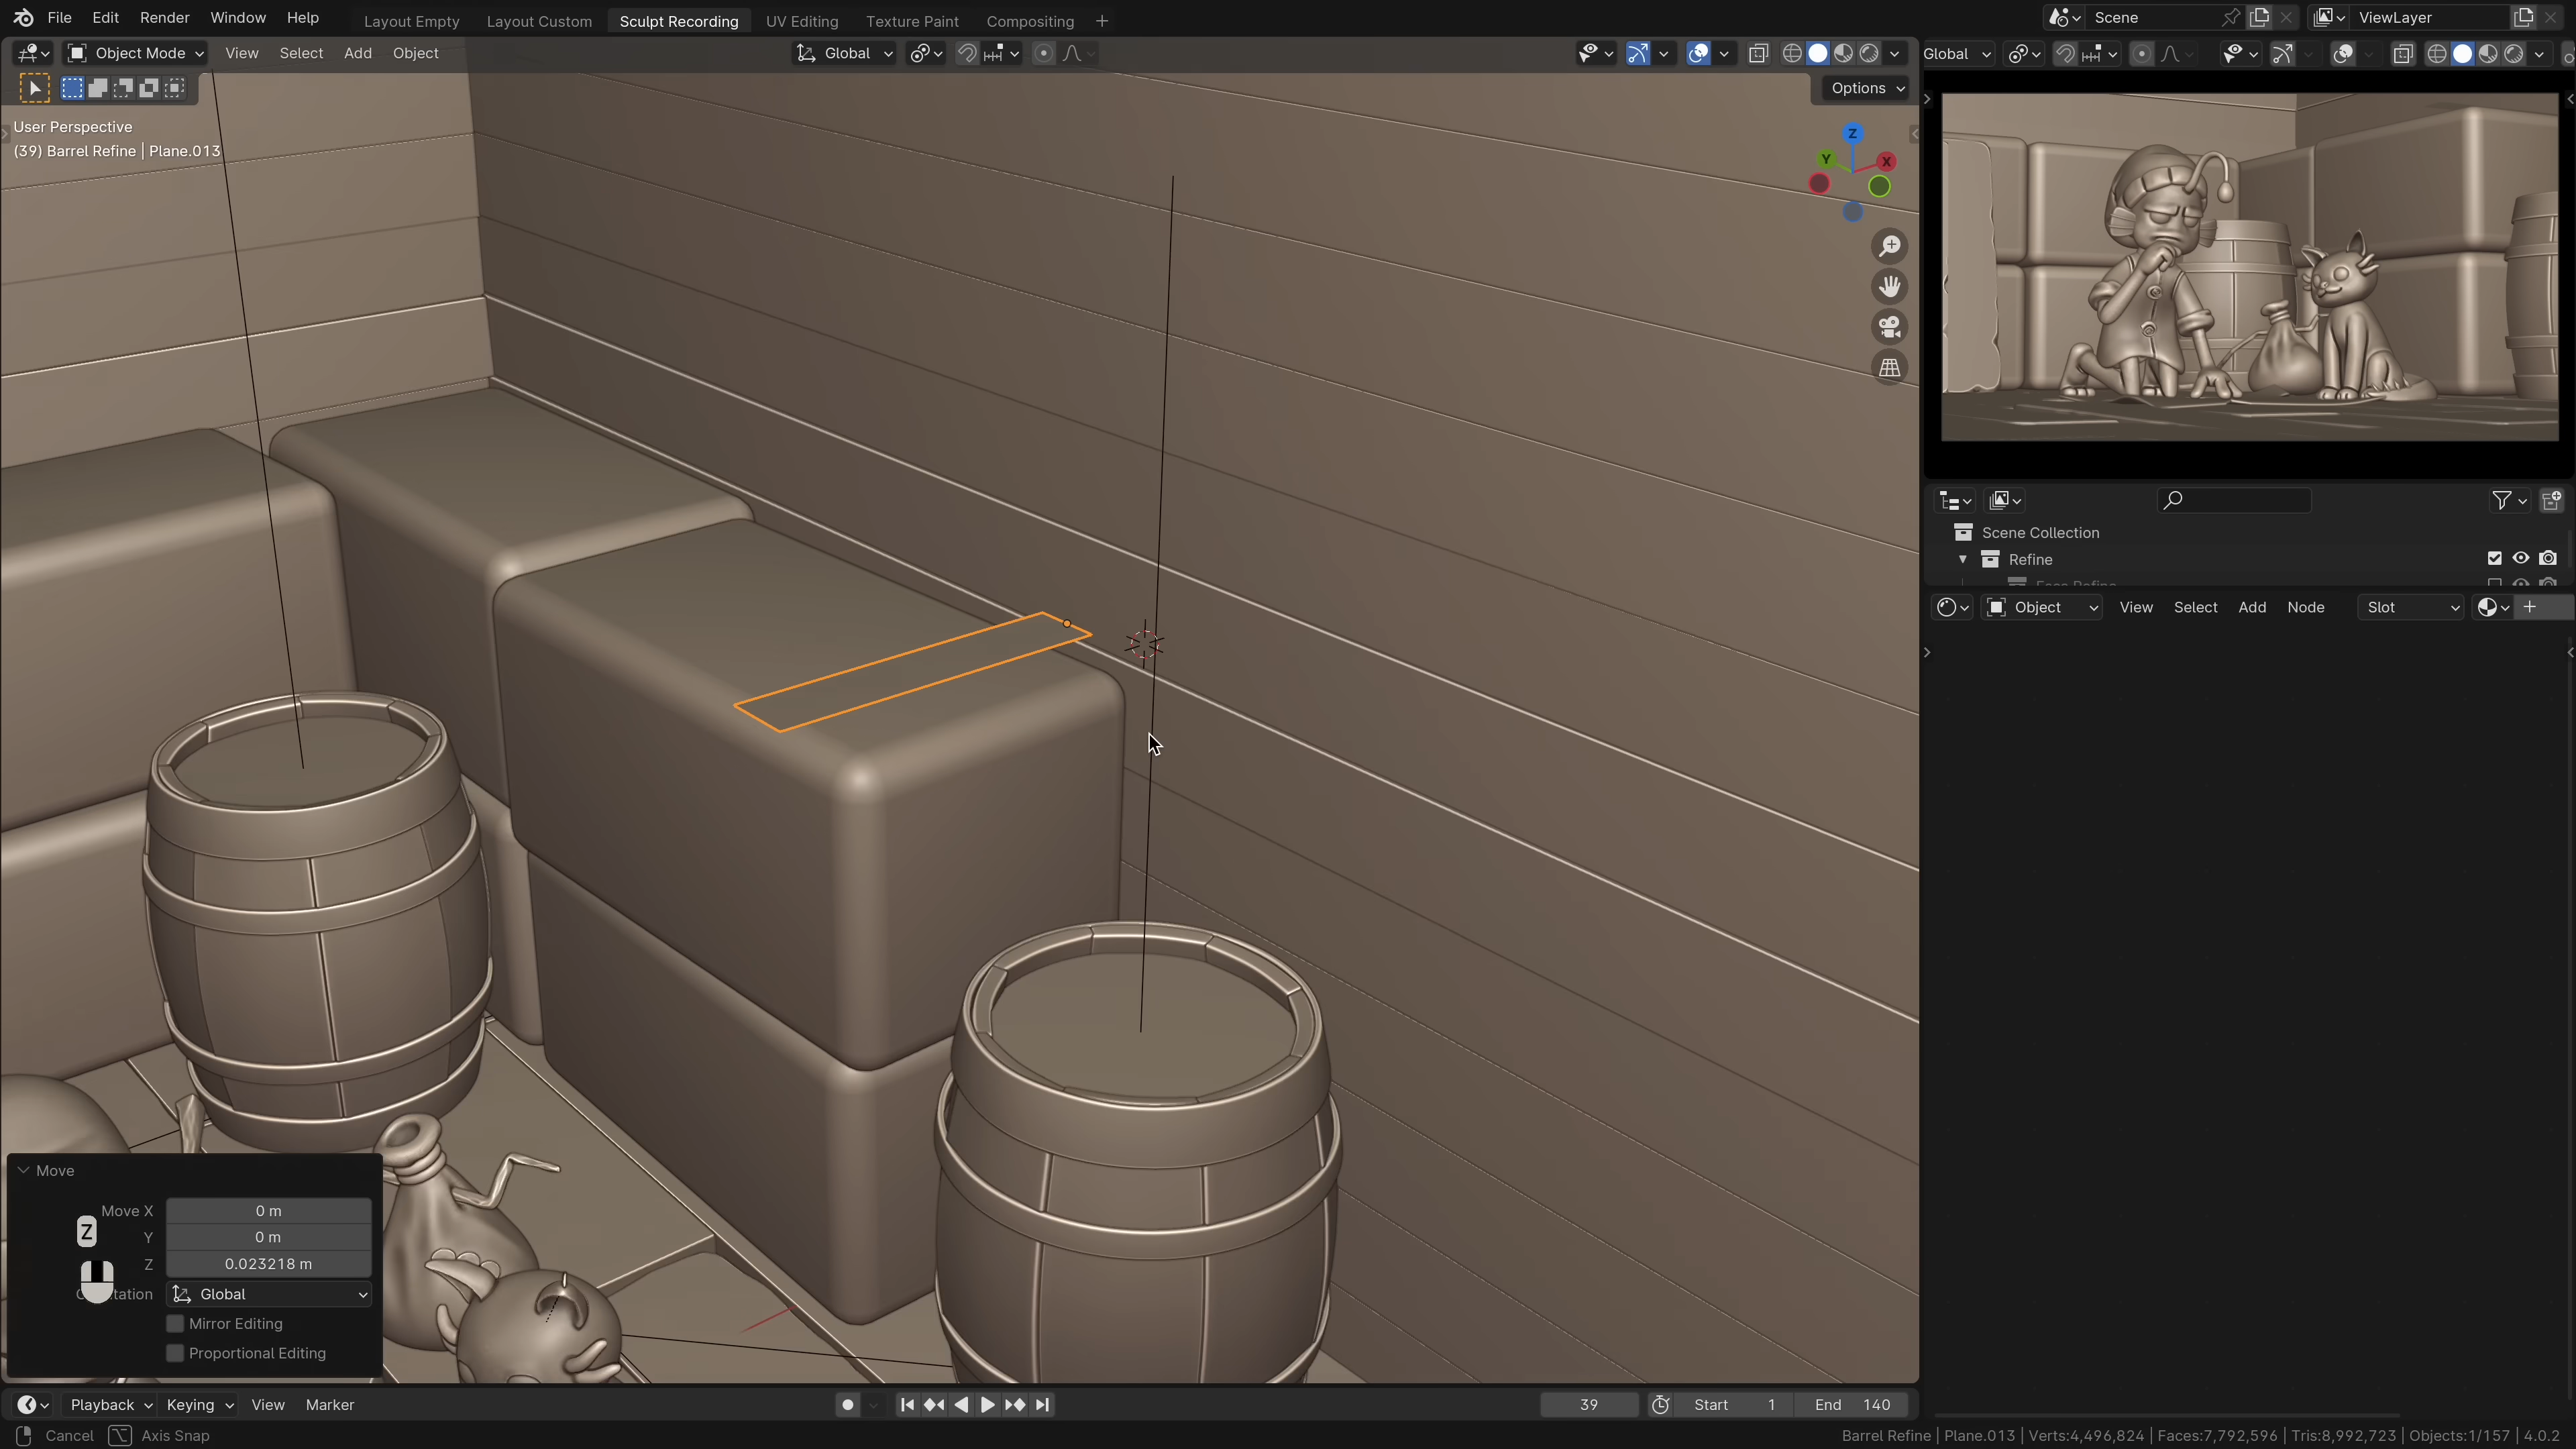 File Edit Render Window Help
Layout Empty Layout Custom Sculpt Recording UV Editing Texture Paint Compositing
Scene
ViewLayer
Object Mode View Select Add Object
Global
Global
Options
User Perspective
(39) Barrel Refine | Plane.013
Z
Y
X
Scene Collection
Refine
Face Refine
Object View Select Add Node Slot
Move
Move X 0 m
Y 0 m
Z 0.023218 m
Z
Global
Mirror Editing
Proportional Editing
Playback Keying View Marker
39 Start 1 End 140
Cancel Axis Snap
Barrel Refine | Plane.013 | Verts:4,496,824 | Faces:7,792,596 | Tris:8,992,723 | Objects:1/157 | 4.0.2